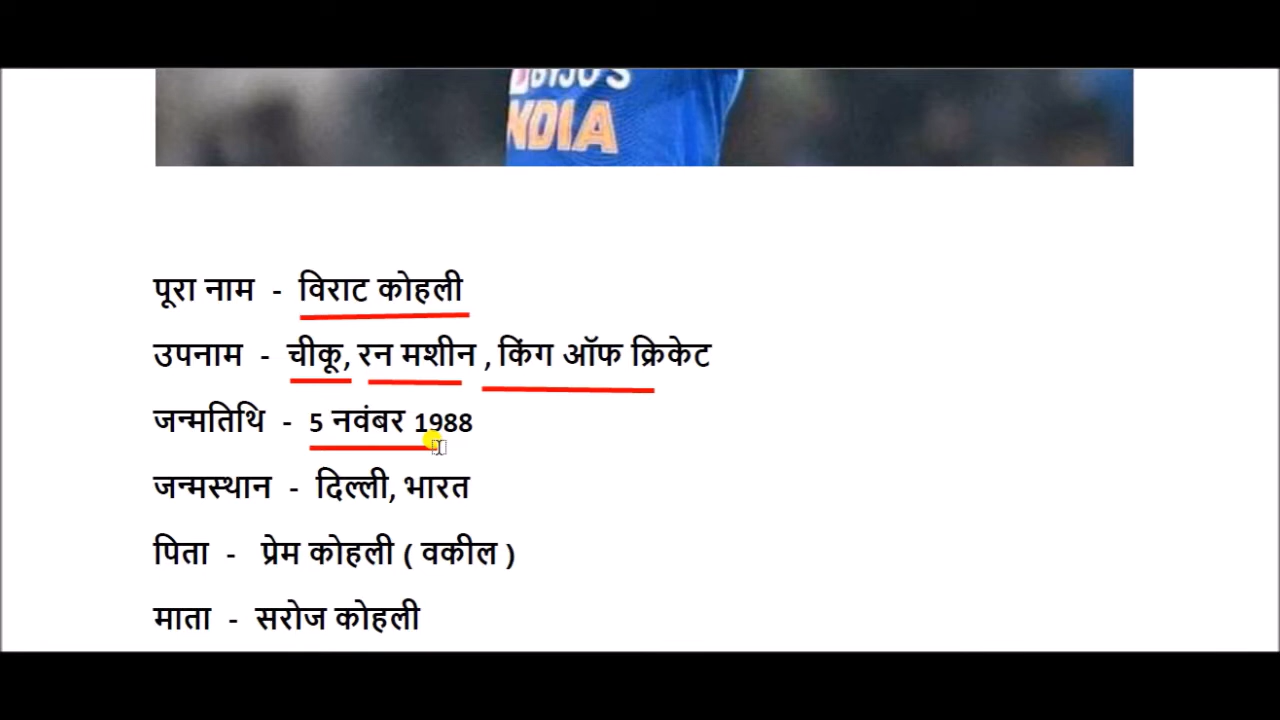 BYJU'S
INDIA
पूरा नाम - विराट कोहली
उपनाम - चीकू, रन मशीन , किंग ऑफ क्रिकेट
जन्मतिथि - 5 नवंबर 1988
जन्मस्थान - दिल्ली, भारत
पिता - प्रेम कोहली ( वकील )
माता - सरोज कोहली